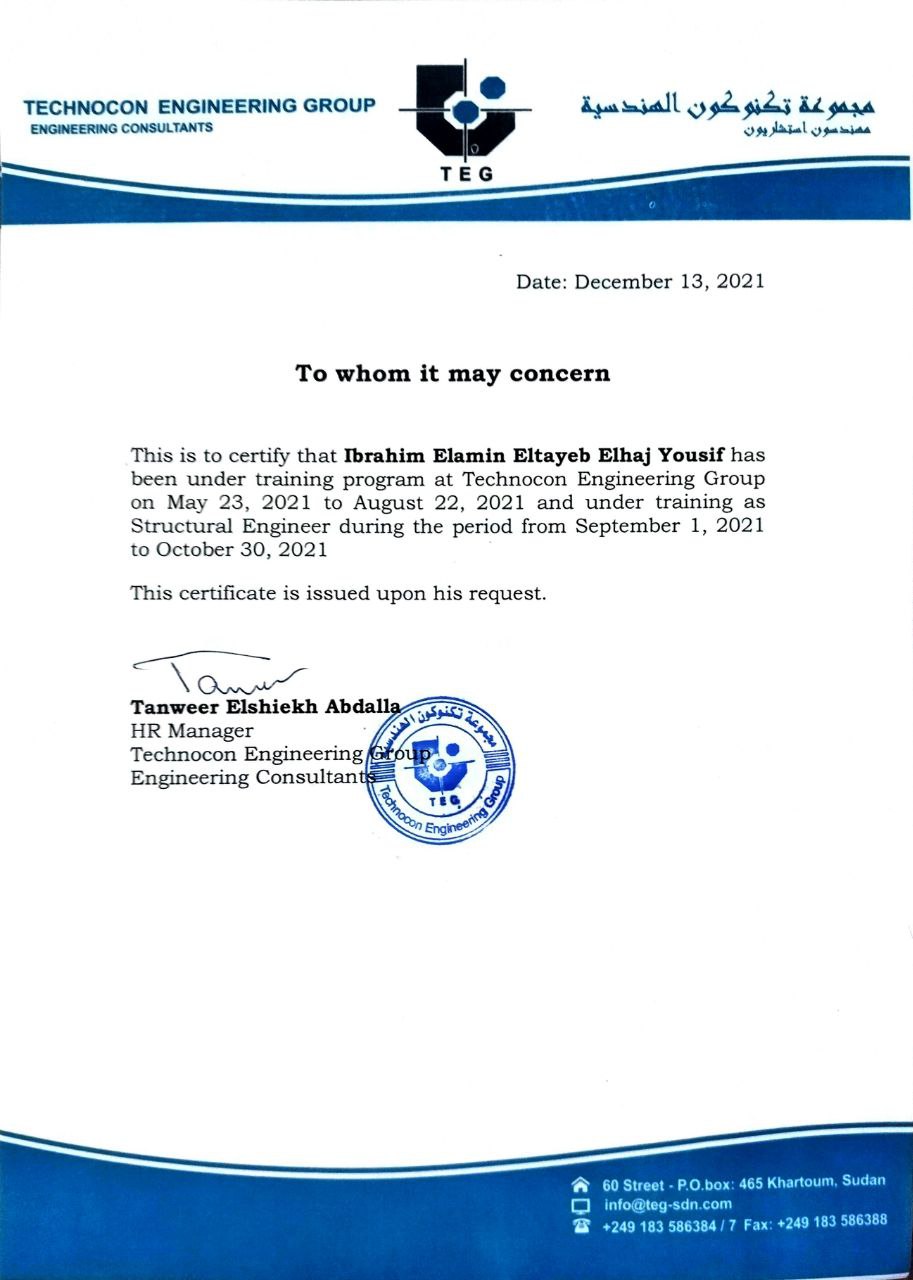 TECHNOCON ENGINEERING GROUP
ENGINEERING CONSULTANTS
TEG
مجموعة تكنوكون الهندسية
مهندسون استشاريون
Date: December 13, 2021
To whom it may concern
This is to certify that Ibrahim Elamin Eltayeb Elhaj Yousif has
been under training program at Technocon Engineering Group
on May 23, 2021 to August 22, 2021 and under training as
Structural Engineer during the period from September 1, 2021
to October 30, 2021
This certificate is issued upon his request.
Tanweer
Tanweer Elshiekh Abdalla
HR Manager
Technocon Engineering Group
Engineering Consultants
مجموعة تكنوكون الهندسية
TEG
Technocon Engineering Group
60 Street - P.O.box: 465 Khartoum, Sudan
info@teg-sdn.com
+249 183 586384 / 7 Fax: +249 183 586388